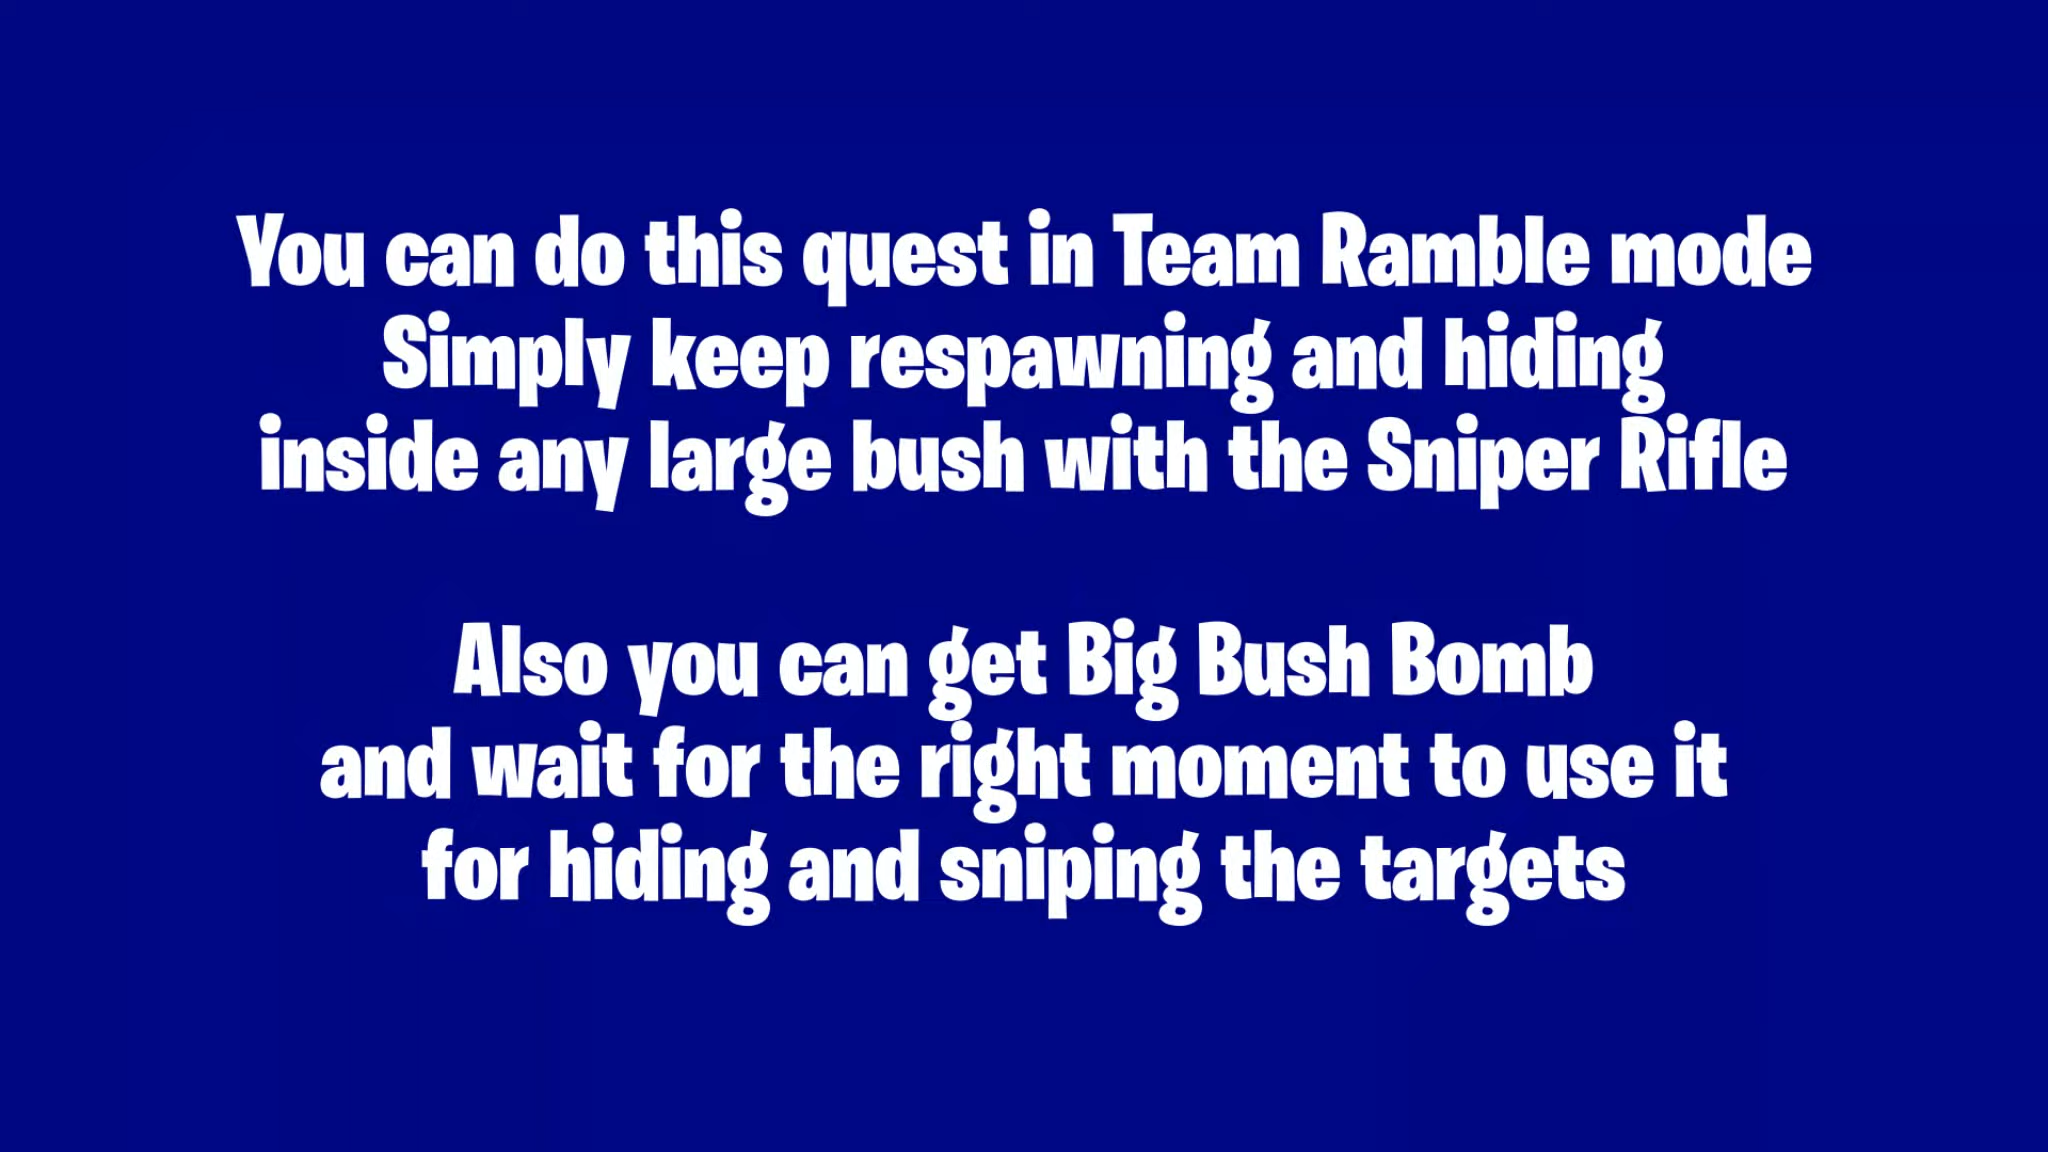 You can do this quest in Team Ramble mode
Simply keep respawning and hiding
inside any large bush with the Sniper Rifle
Also you can get Big Bush Bomb
and wait for the right moment to use it
for hiding and sniping the targets